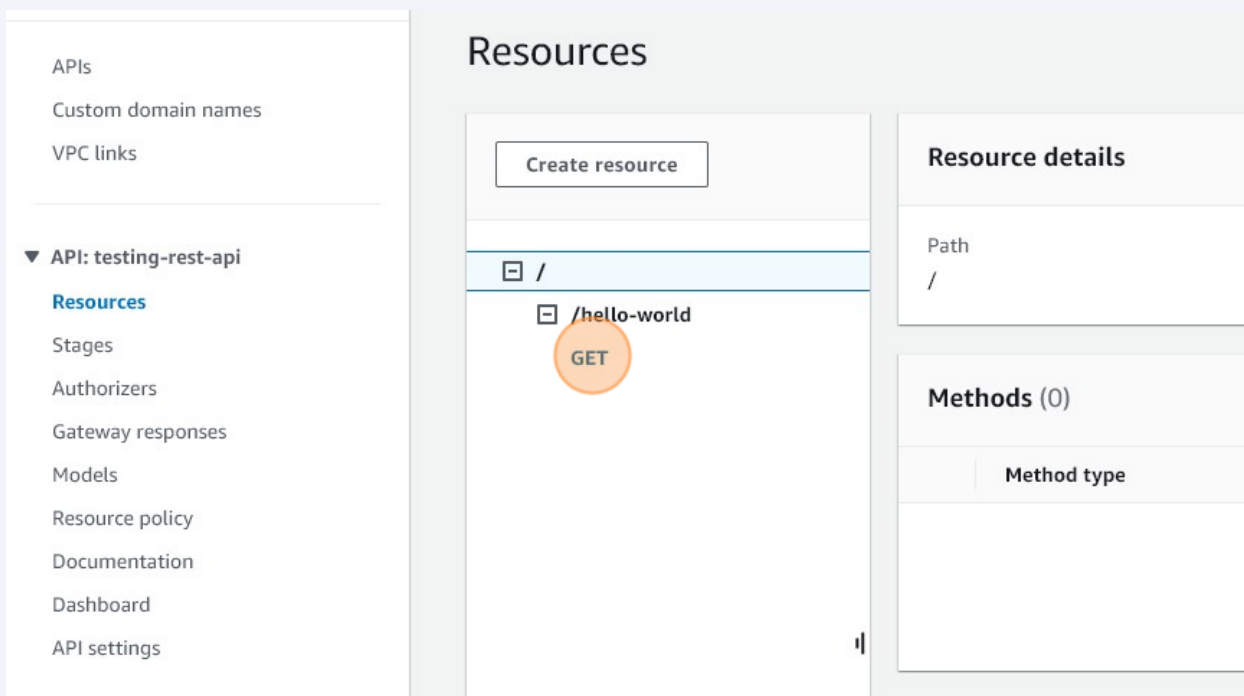 APIs
Custom domain names
VPC links
▼ API: testing-rest-api
Resources
Stages
Authorizers
Gateway responses
Models
Resource policy
Documentation
Dashboard
API settings
Resources
Create resource
/
/hello-world
GET
Resource details
Path
/
Methods (0)
Method type